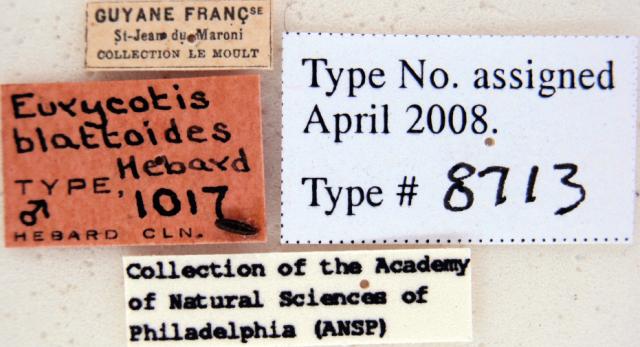 GUYANE FRANÇSE
St-Jean du Maroni
COLLECTION LE MOULT
Eurycotis
blattoides
Hebard
TYPE,
♂ 1017
HEBARD CLN.
Type No. assigned
April 2008.
Type # 8713
Collection of the Academy
of Natural Sciences of
Philadelphia (ANSP)